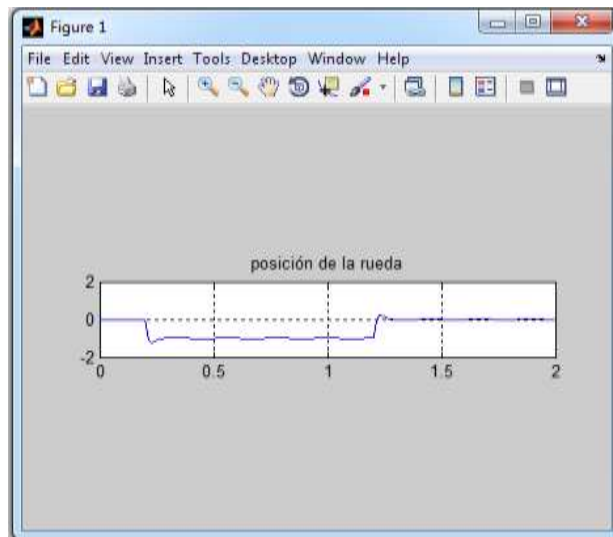 Figure 1
File Edit View Insert Tools Desktop Window Help
posición de la rueda
2
0
-2
0 0.5 1 1.5 2